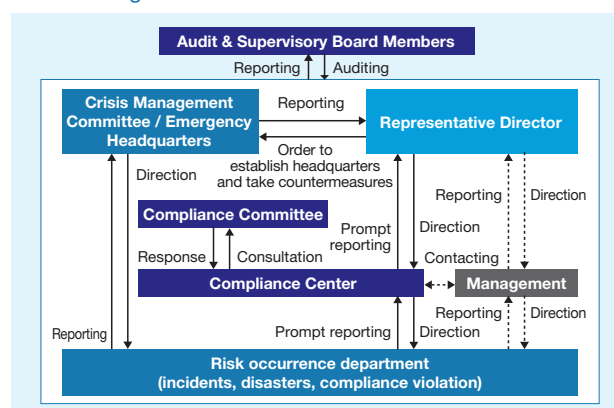 Audit & Supervisory Board Members
Reporting
Auditing
Crisis Management
Committee / Emergency
Headquarters
Reporting
Representative Director
Order to
establish headquarters
and take countermeasures
Direction
Reporting
Direction
Compliance Committee
Prompt
reporting
Direction
Response
Consultation
Contacting
Compliance Center
Management
Reporting
Prompt reporting
Direction
Reporting
Direction
Risk occurrence department
(incidents, disasters, compliance violation)